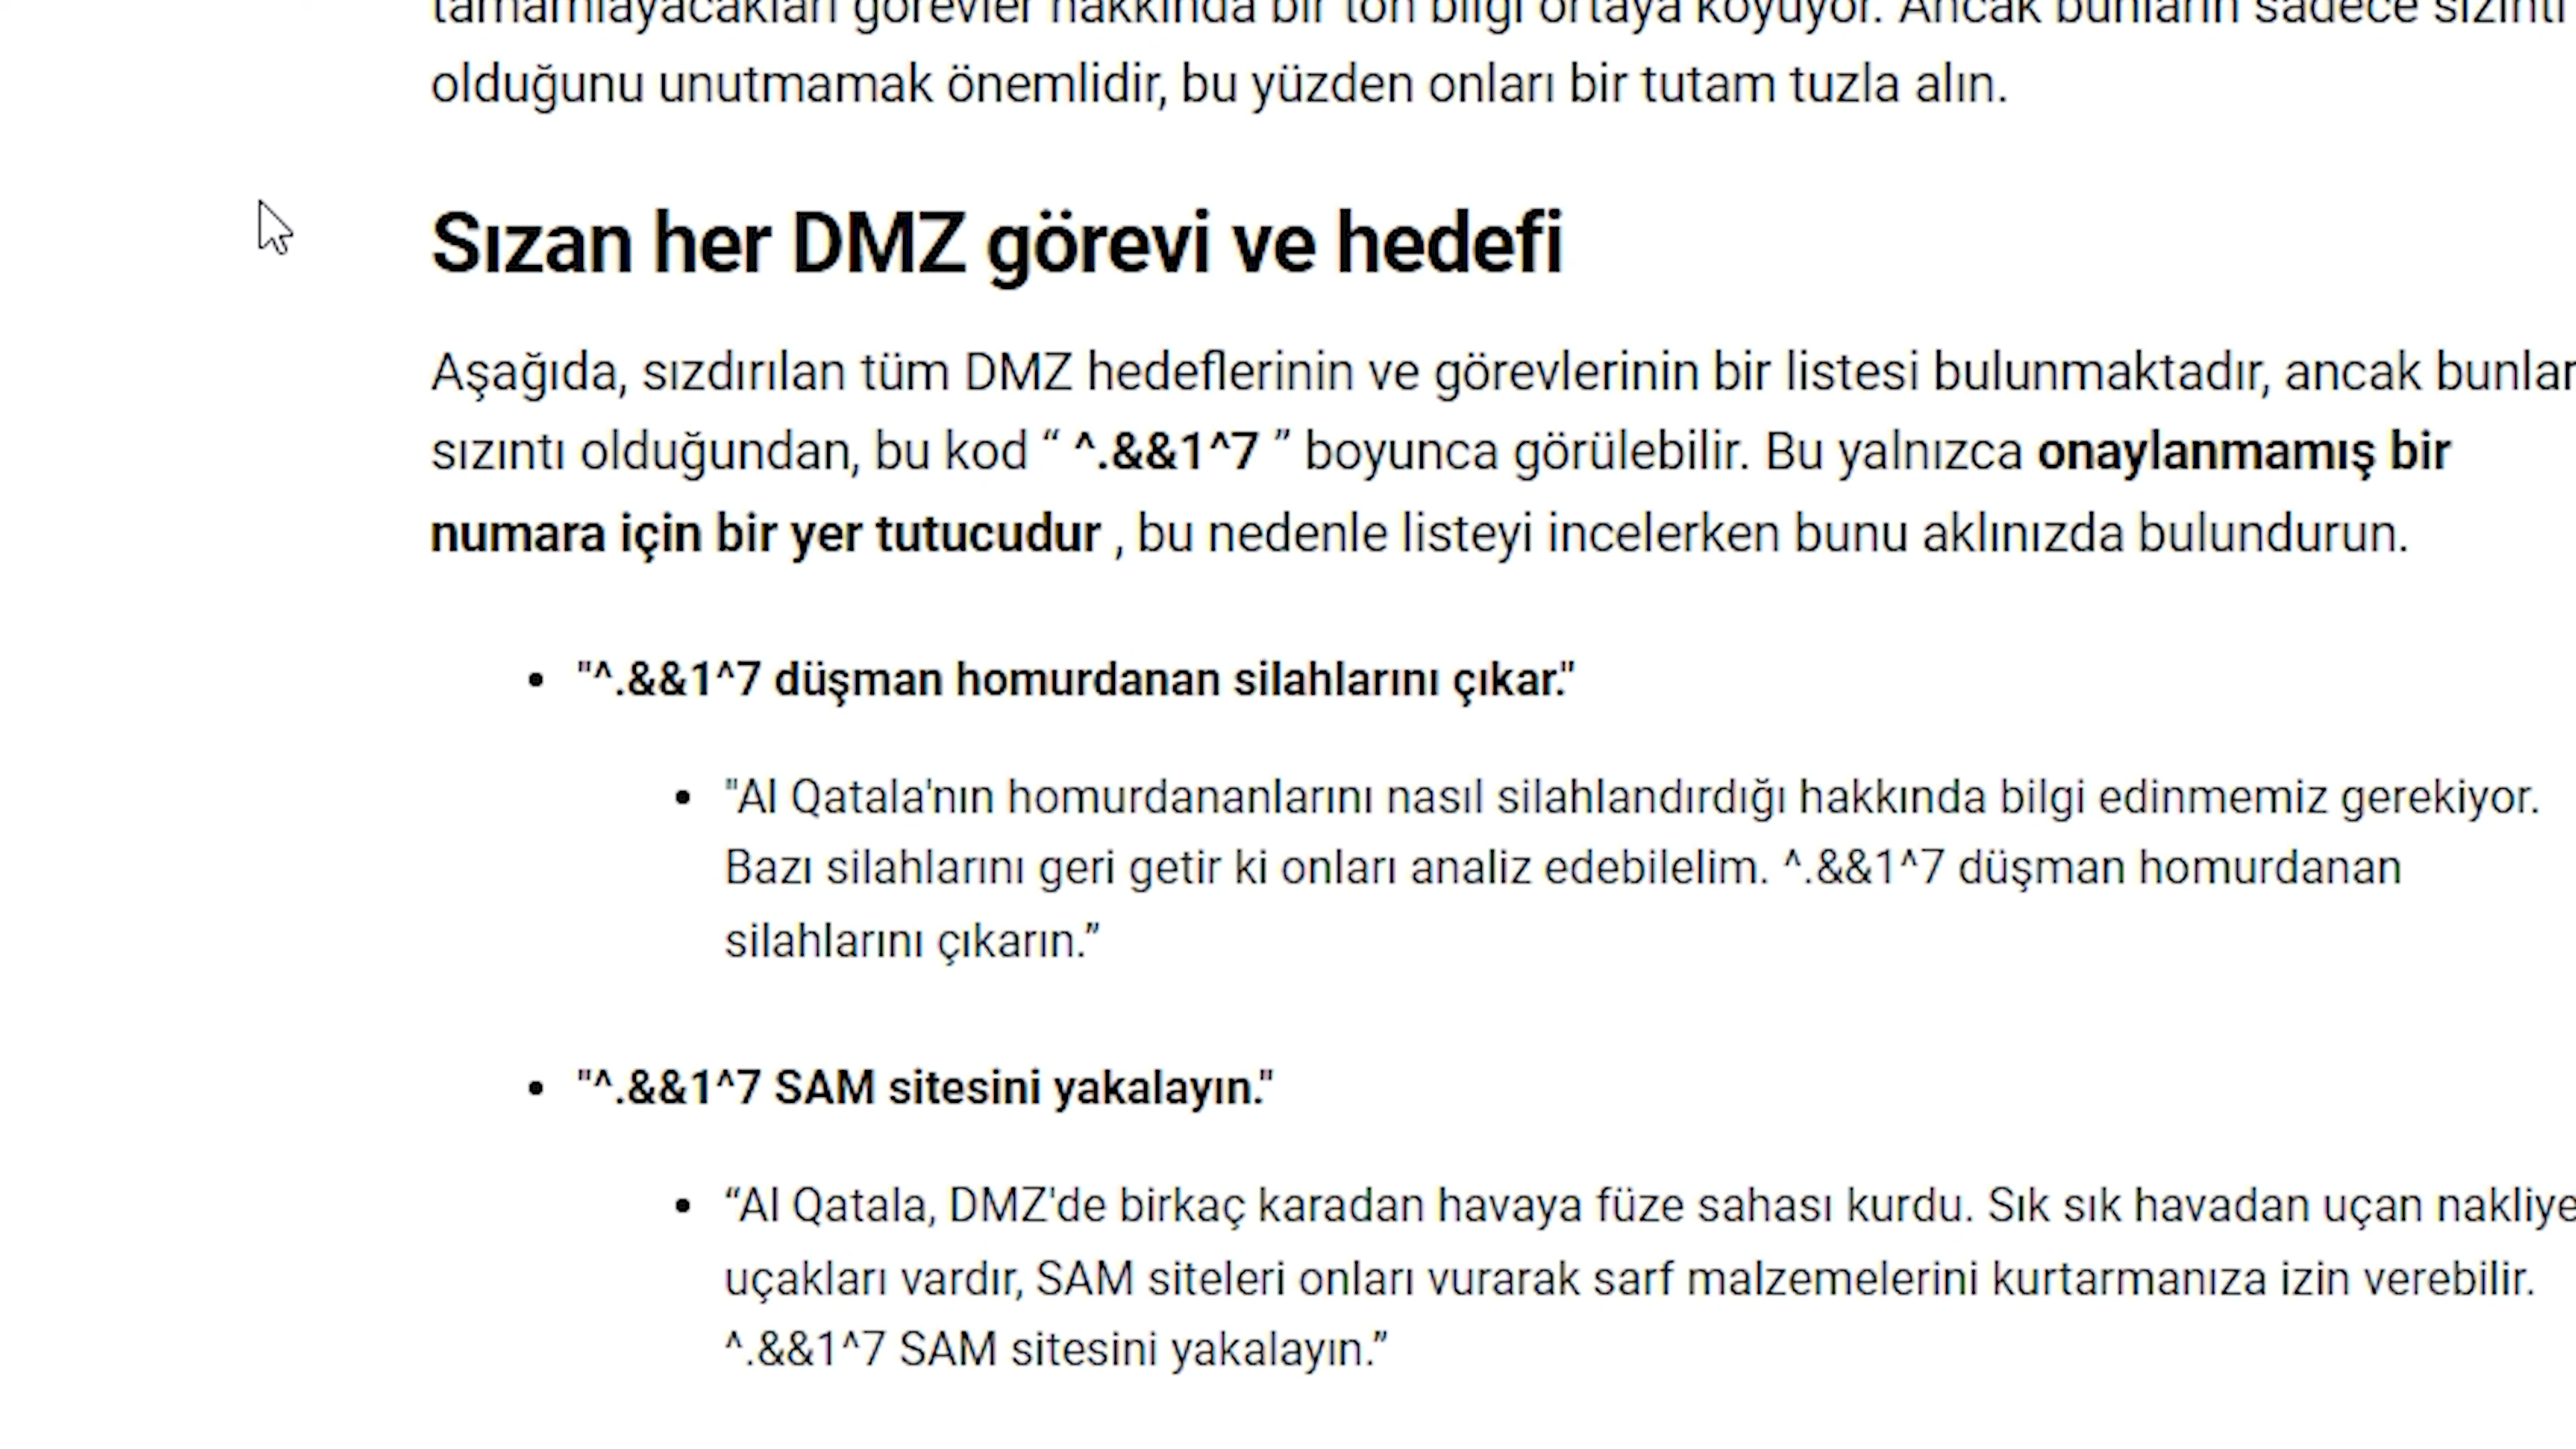 tamamlayacakları görevler hakkında bir ton bilgi ortaya koyuyor. Ancak bunların sadece sızıntı
olduğunu unutmamak önemlidir, bu yüzden onları bir tutam tuzla alın.
Sızan her DMZ görevi ve hedefi
Aşağıda, sızdırılan tüm DMZ hedeflerinin ve görevlerinin bir listesi bulunmaktadır, ancak bunlar
sızıntı olduğundan, bu kod “ ^.&&1^7 ” boyunca görülebilir. Bu yalnızca onaylanmamış bir
numara için bir yer tutucudur , bu nedenle listeyi incelerken bunu aklınızda bulundurun.
• "^.&&1^7 düşman homurdanan silahlarını çıkar."
• "Al Qatala'nın homurdananlarını nasıl silahlandırdığı hakkında bilgi edinmemiz gerekiyor.
Bazı silahlarını geri getir ki onları analiz edebilelim. ^.&&1^7 düşman homurdanan
silahlarını çıkarın.”
• "^.&&1^7 SAM sitesini yakalayın."
• “Al Qatala, DMZ'de birkaç karadan havaya füze sahası kurdu. Sık sık havadan uçan nakliye
uçakları vardır, SAM siteleri onları vurarak sarf malzemelerini kurtarmanıza izin verebilir.
^.&&1^7 SAM sitesini yakalayın.”